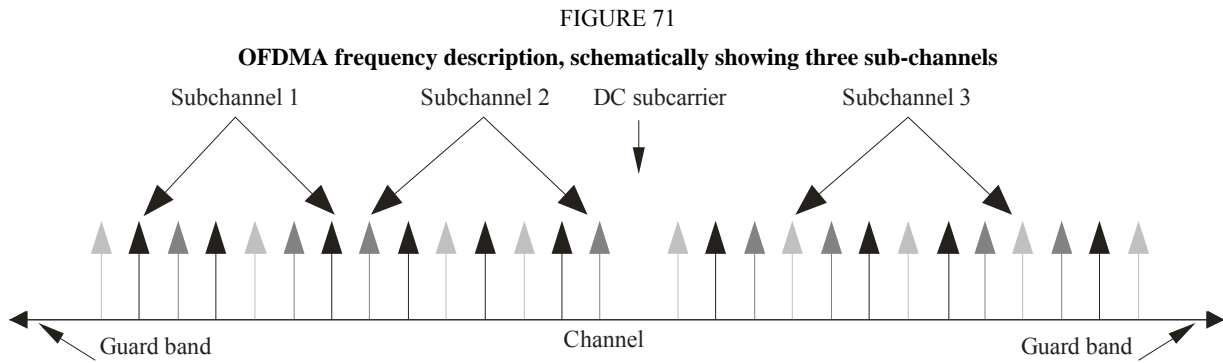 FIGURE 71
OFDMA frequency description, schematically showing three sub-channels
Subchannel 1 Subchannel 2 DC subcarrier Subchannel 3
Guard band Channel Guard band